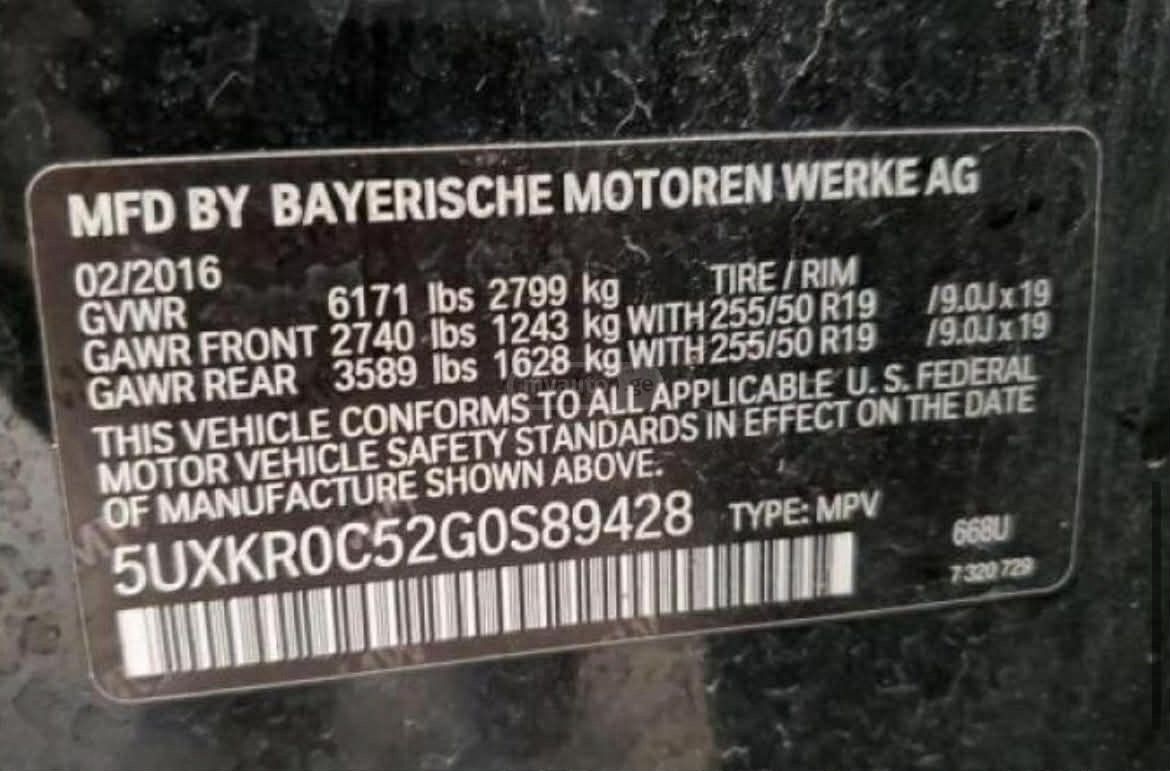 MFD BY BAYERISCHE MOTOREN WERKE AG
02/2016 TIRE / RIM
GVWR 6171 lbs 2799 kg
GAWR FRONT 2740 lbs 1243 kg WITH 255/50 R19 /9.0J x 19
GAWR REAR 3589 lbs 1628 kg WITH 255/50 R19 /9.0J x 19
THIS VEHICLE CONFORMS TO ALL APPLICABLE U. S. FEDERAL
MOTOR VEHICLE SAFETY STANDARDS IN EFFECT ON THE DATE
OF MANUFACTURE SHOWN ABOVE.
5UXKR0C52G0S89428 TYPE: MPV
668U
7 320 729
myauto.ge